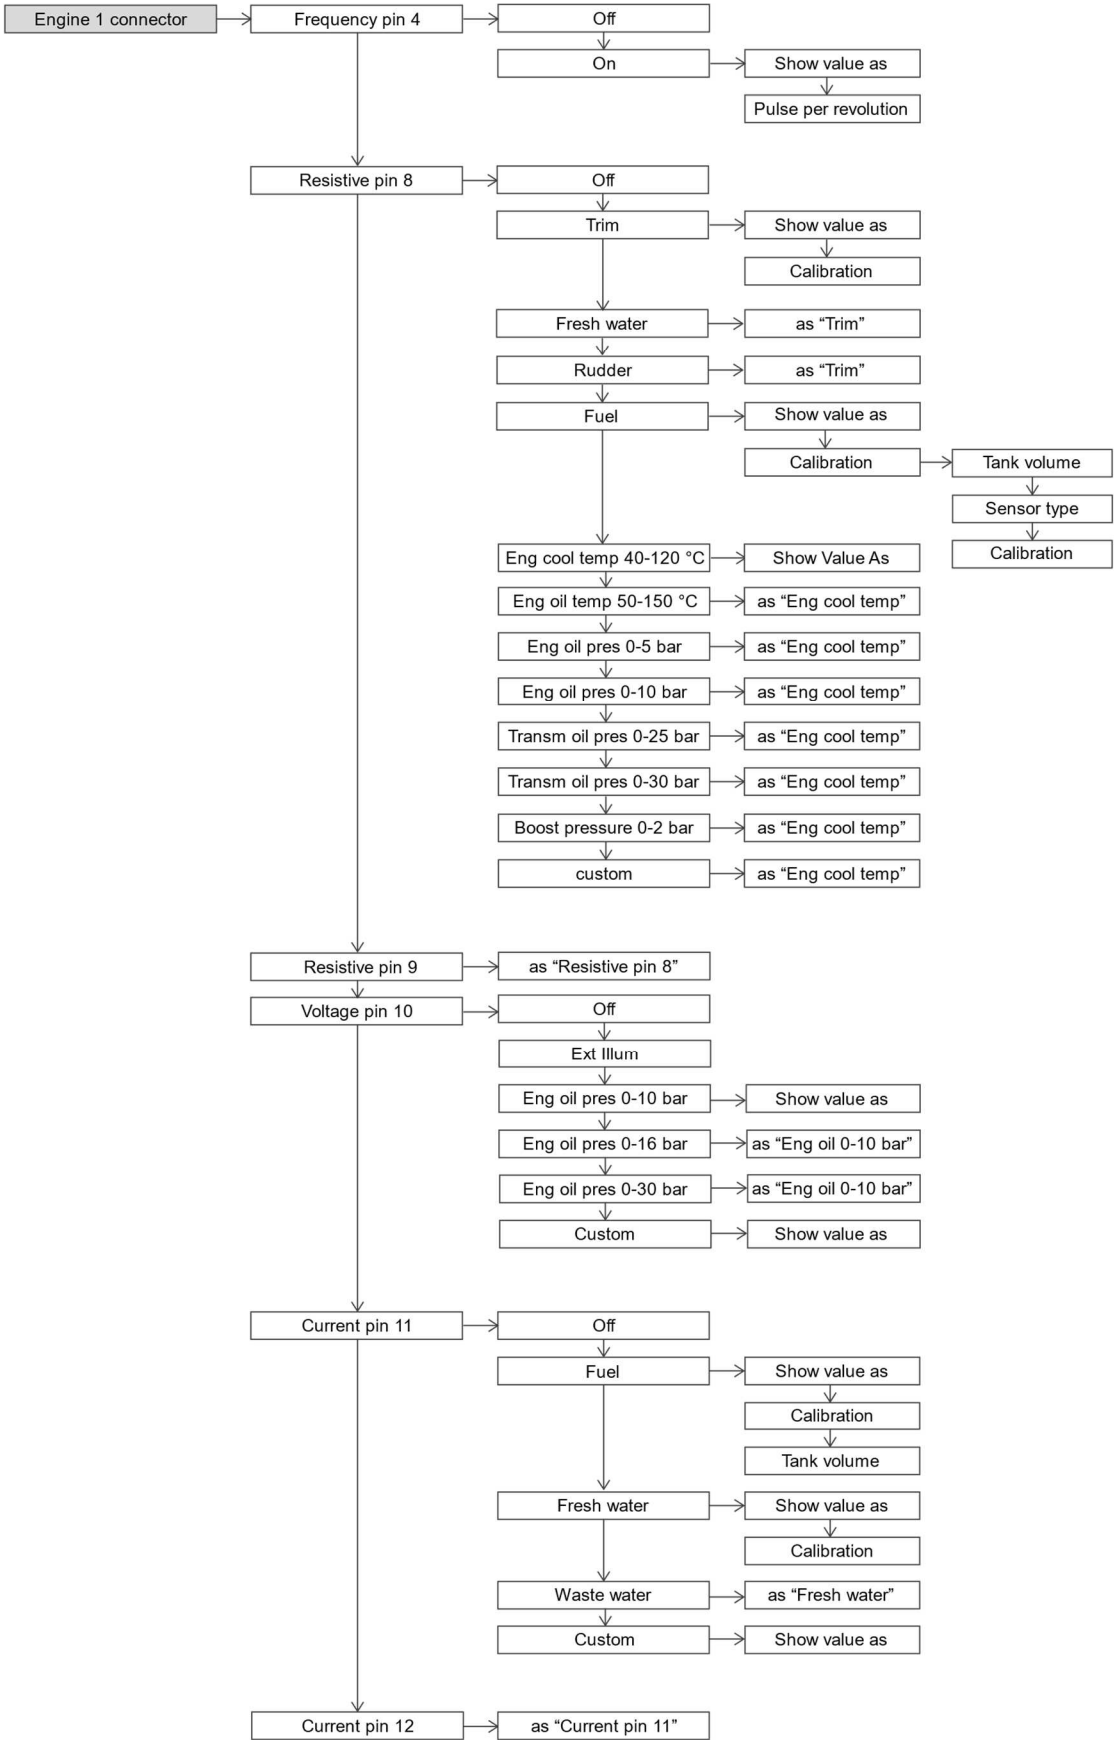 Engine 1 connector
Frequency pin 4
Off
On
Show value as
Pulse per revolution
Resistive pin 8
Off
Trim
Show value as
Calibration
Fresh water
as “Trim”
Rudder
as “Trim”
Fuel
Show value as
Calibration
Tank volume
Sensor type
Calibration
Eng cool temp 40-120 °C
Show Value As
Eng oil temp 50-150 °C
as “Eng cool temp”
Eng oil pres 0-5 bar
as “Eng cool temp”
Eng oil pres 0-10 bar
as “Eng cool temp”
Transm oil pres 0-25 bar
as “Eng cool temp”
Transm oil pres 0-30 bar
as “Eng cool temp”
Boost pressure 0-2 bar
as “Eng cool temp”
custom
as “Eng cool temp”
Resistive pin 9
as “Resistive pin 8”
Voltage pin 10
Off
Ext Illum
Eng oil pres 0-10 bar
Show value as
Eng oil pres 0-16 bar
as “Eng oil 0-10 bar”
Eng oil pres 0-30 bar
as “Eng oil 0-10 bar”
Custom
Show value as
Current pin 11
Off
Fuel
Show value as
Calibration
Tank volume
Fresh water
Show value as
Calibration
Waste water
as “Fresh water”
Custom
Show value as
Current pin 12
as “Current pin 11”